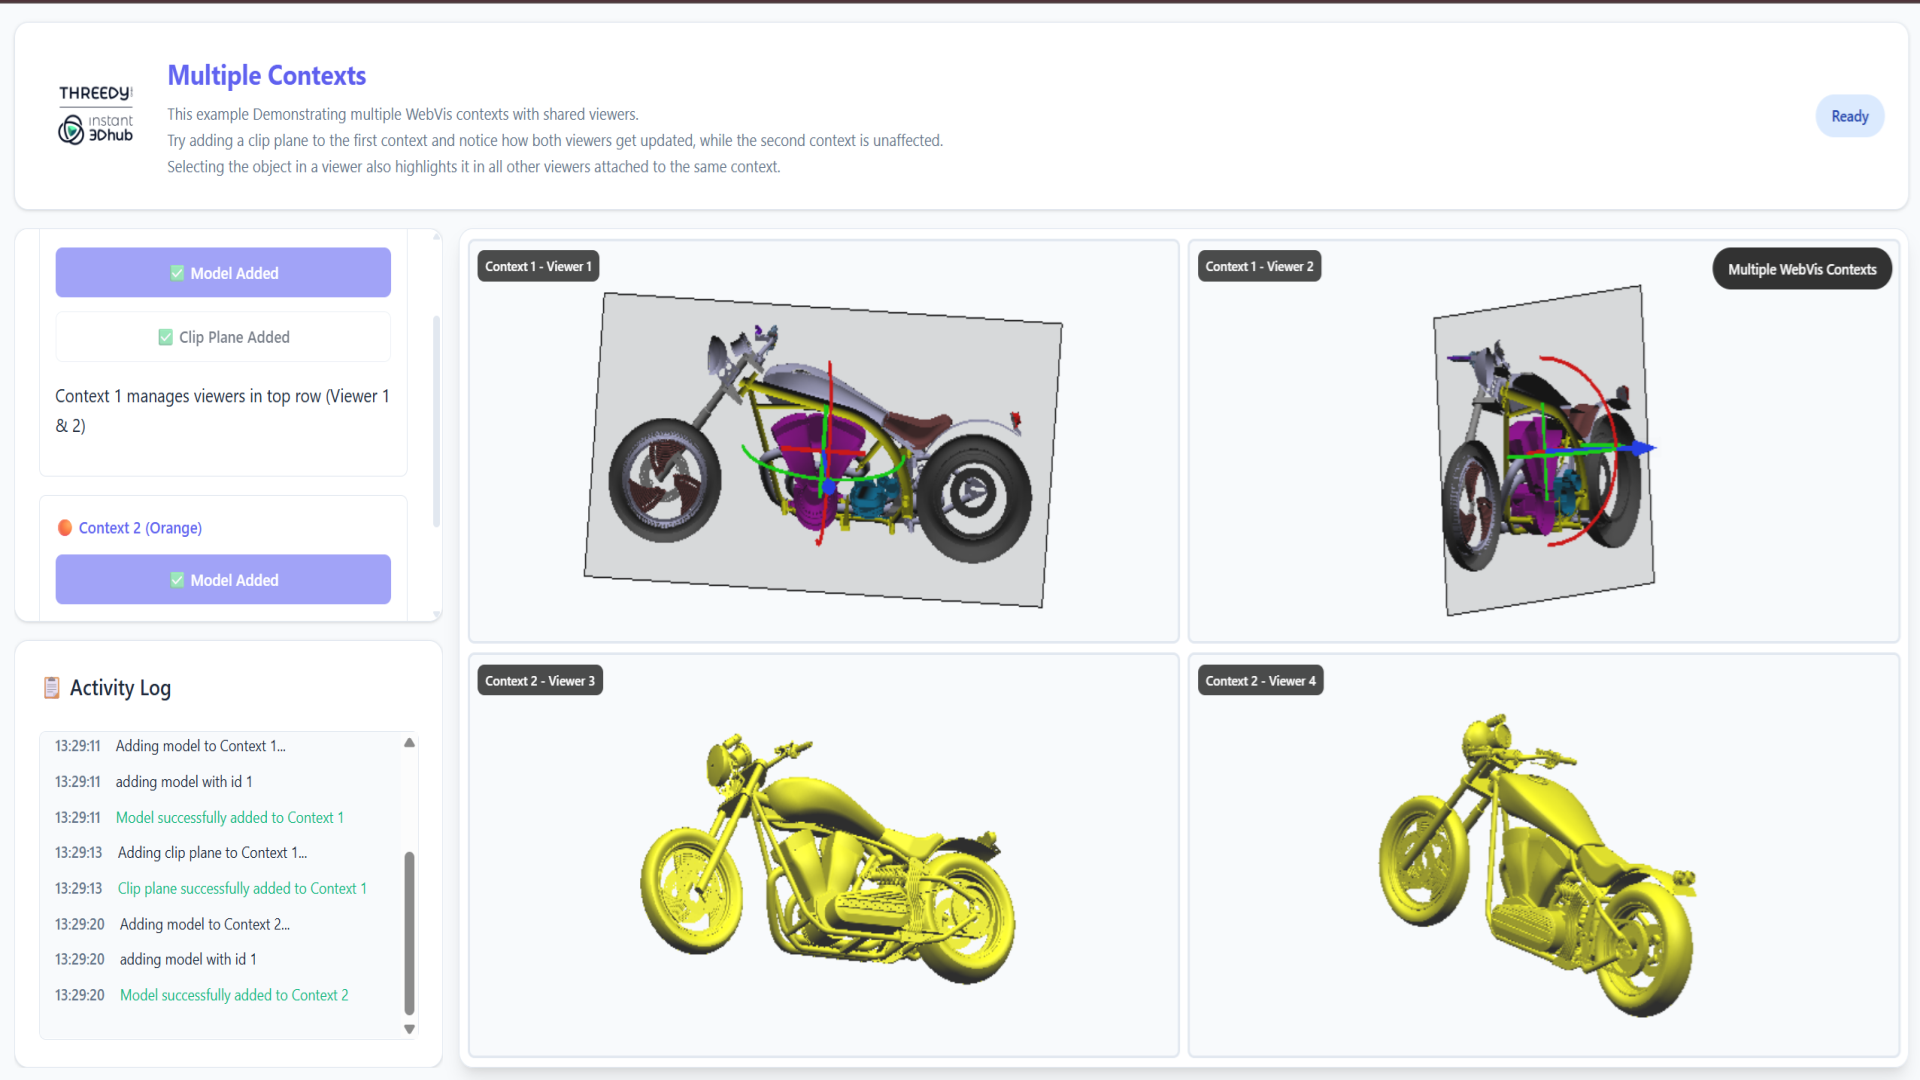 THREEDY
instant
3Dhub
Multiple Contexts
This example Demonstrating multiple WebVis contexts with shared viewers.
Try adding a clip plane to the first context and notice how both viewers get updated, while the second context is unaffected.
Selecting the object in a viewer also highlights it in all other viewers attached to the same context.
Ready
✅ Model Added
✅ Clip Plane Added
Context 1 manages viewers in top row (Viewer 1
& 2)
Context 2 (Orange)
✅ Model Added
Activity Log
13:29:11 Adding model to Context 1...
13:29:11 adding model with id 1
13:29:11 Model successfully added to Context 1
13:29:13 Adding clip plane to Context 1...
13:29:13 Clip plane successfully added to Context 1
13:29:20 Adding model to Context 2...
13:29:20 adding model with id 1
13:29:20 Model successfully added to Context 2
Context 1 - Viewer 1
Context 1 - Viewer 2
Multiple WebVis Contexts
Context 2 - Viewer 3
Context 2 - Viewer 4